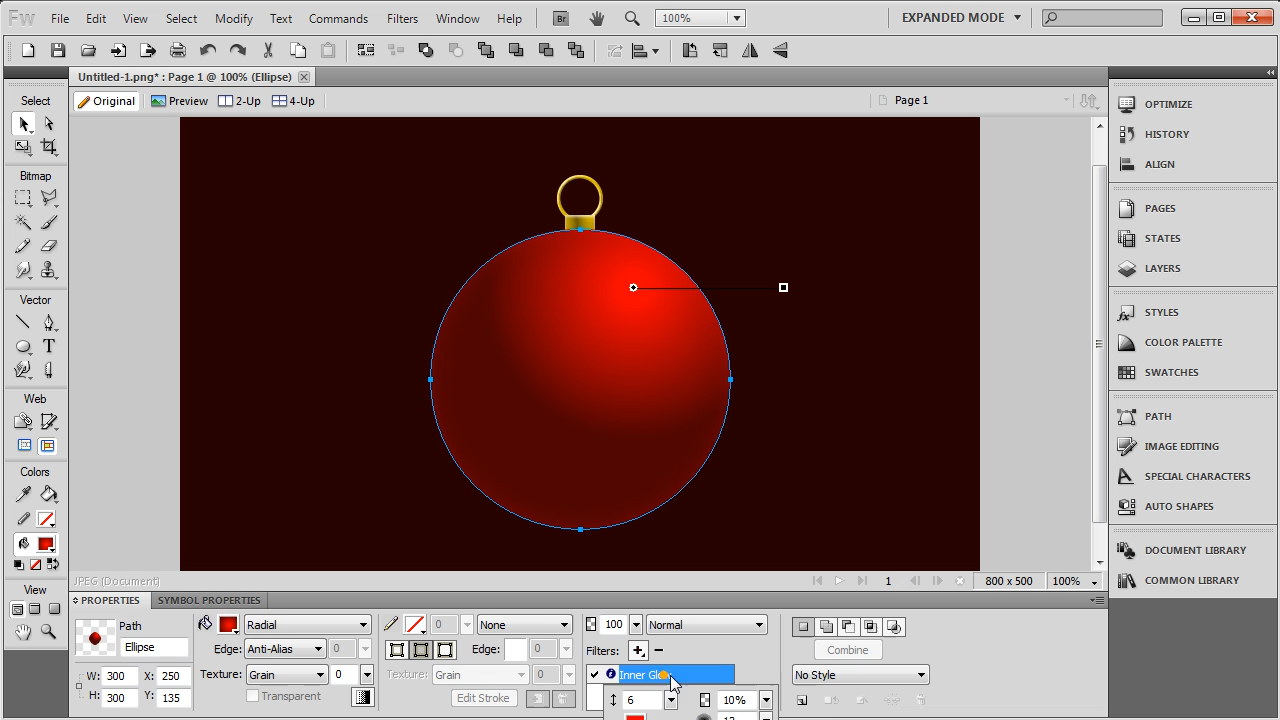 Fw File Edit View Select Modify Text Commands Filters Window Help Br 100% EXPANDED MODE
Untitled-1.png* : Page 1 @ 100% (Ellipse)
Original Preview 2-Up 4-Up Page 1
Select
Bitmap
Vector
T
Web
Colors
View
OPTIMIZE
HISTORY
ALIGN
PAGES
STATES
LAYERS
STYLES
COLOR PALETTE
SWATCHES
PATH
IMAGE EDITING
SPECIAL CHARACTERS
AUTO SHAPES
DOCUMENT LIBRARY
COMMON LIBRARY
JPEG (Document) 1 800 x 500 100%
PROPERTIES SYMBOL PROPERTIES
Path Radial 0 None 100 Normal
Ellipse Edge: Anti-Alias 0 Edge: 0 Filters: Combine
W: 300 X: 250 Texture: Grain 0 Texture: Grain 0 Inner Glo No Style
H: 300 Y: 135 Transparent Edit Stroke 6 10%